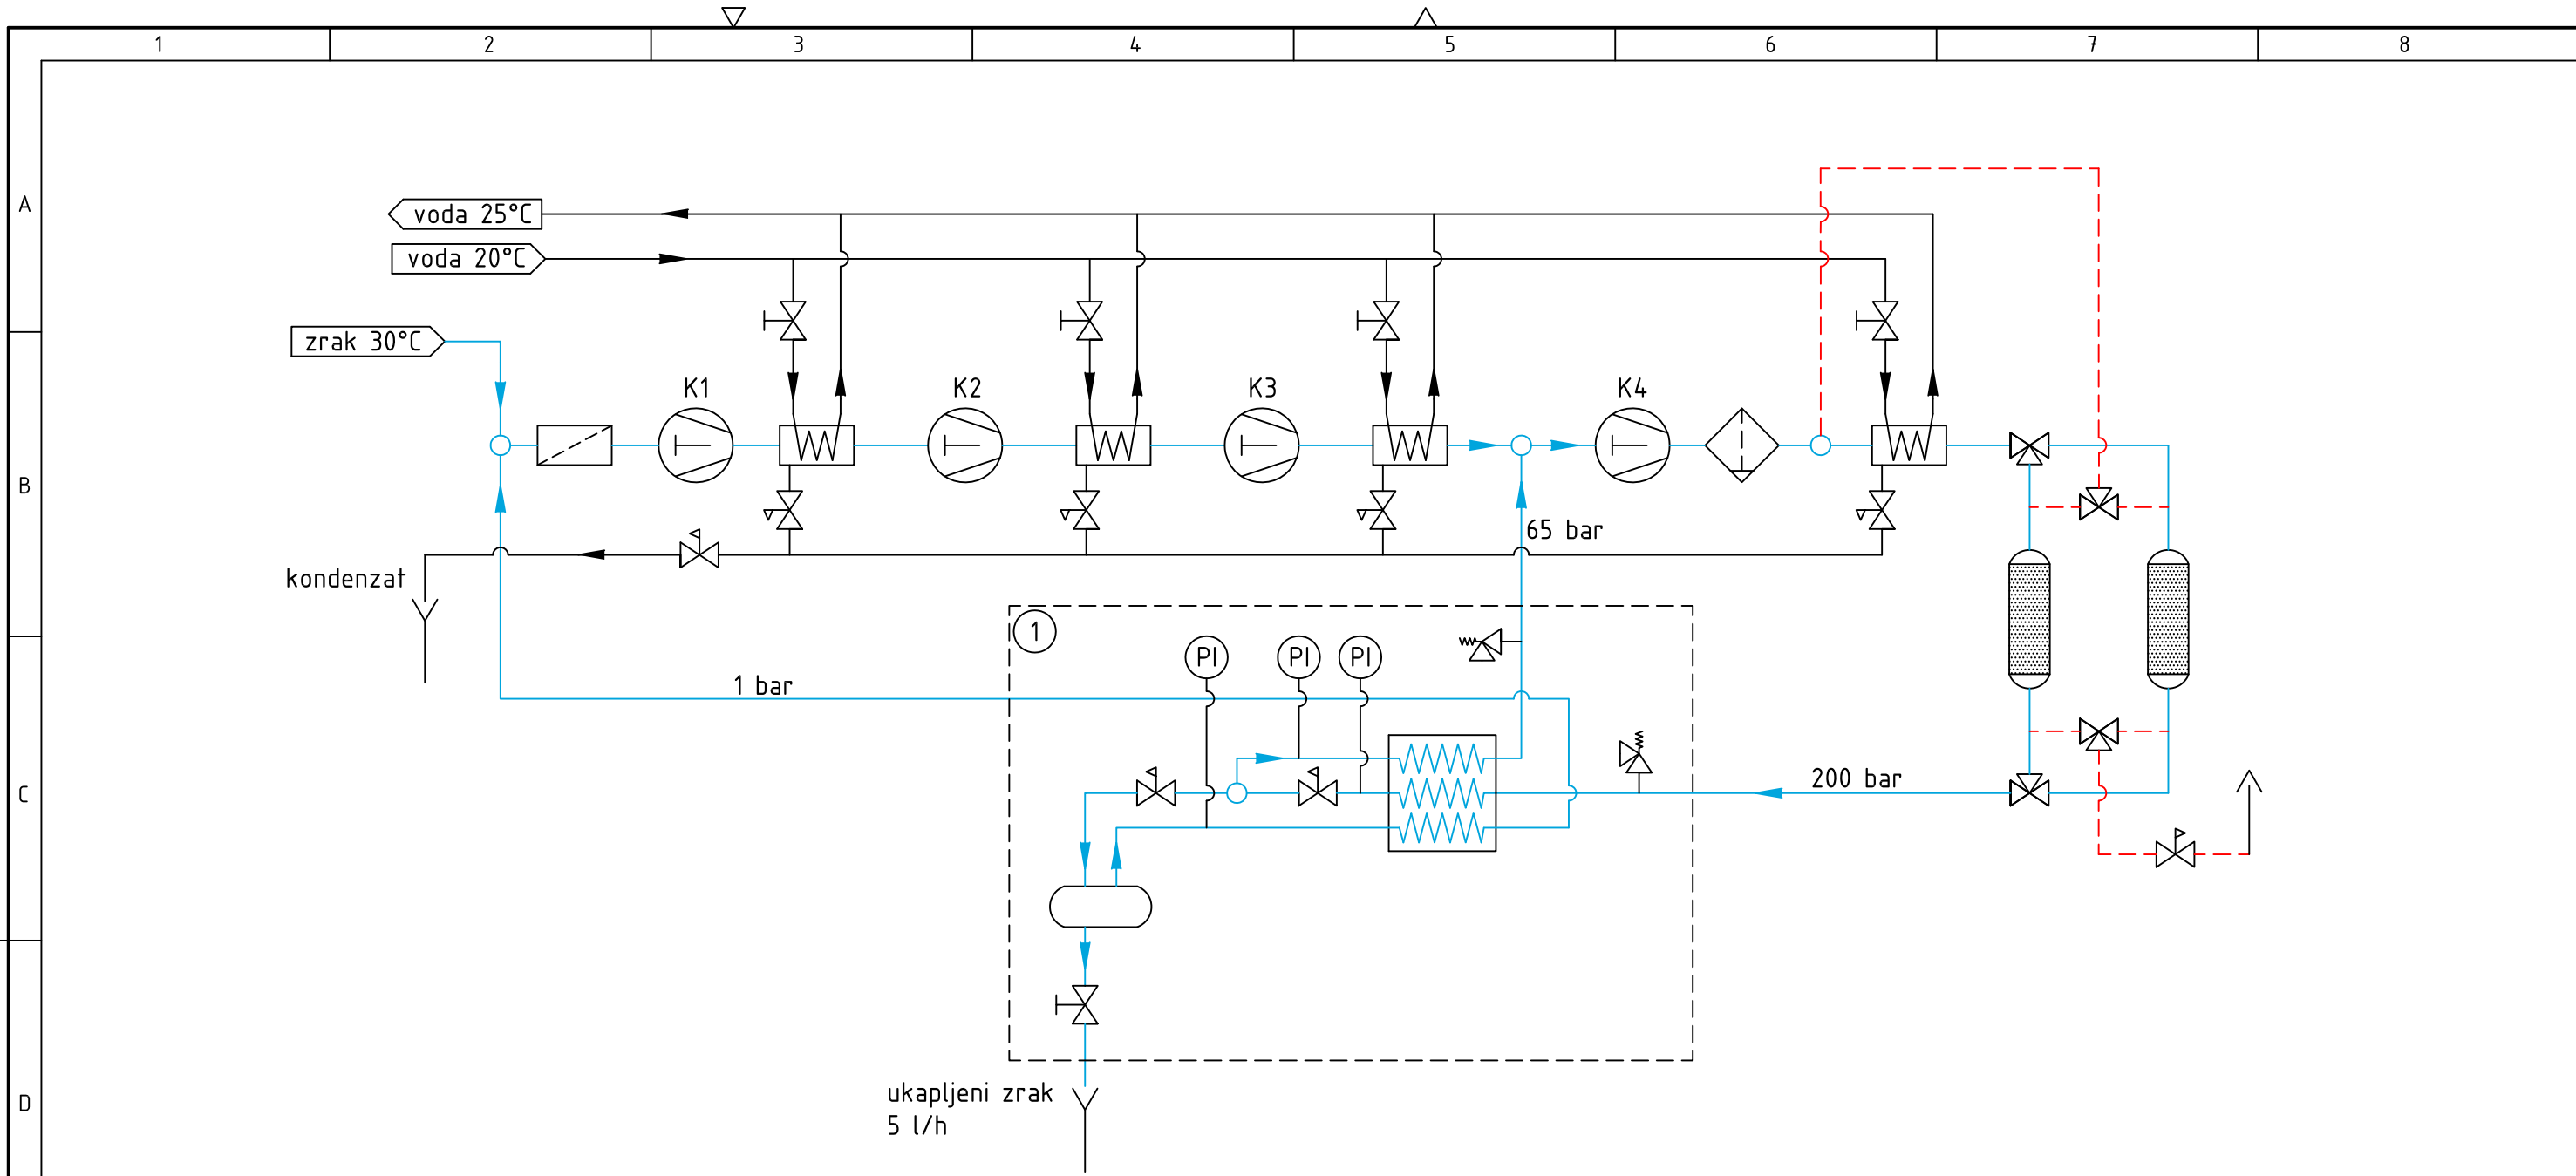 1 2 3 4 5 6 7 8
A
voda 25°C
voda 20°C
zrak 30°C
K1 K2 K3 K4
B
65 bar
kondenzat
1
PI PI PI
1 bar
C
200 bar
ukapljeni zrak
5 l/h
D